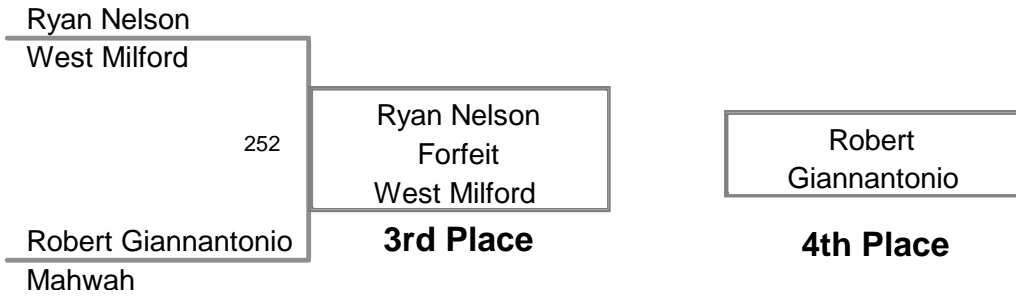 Ryan Nelson
West Milford
252
Robert Giannantonio
Mahwah
Ryan Nelson
Forfeit
West Milford
3rd Place
Robert
Giannantonio
4th Place